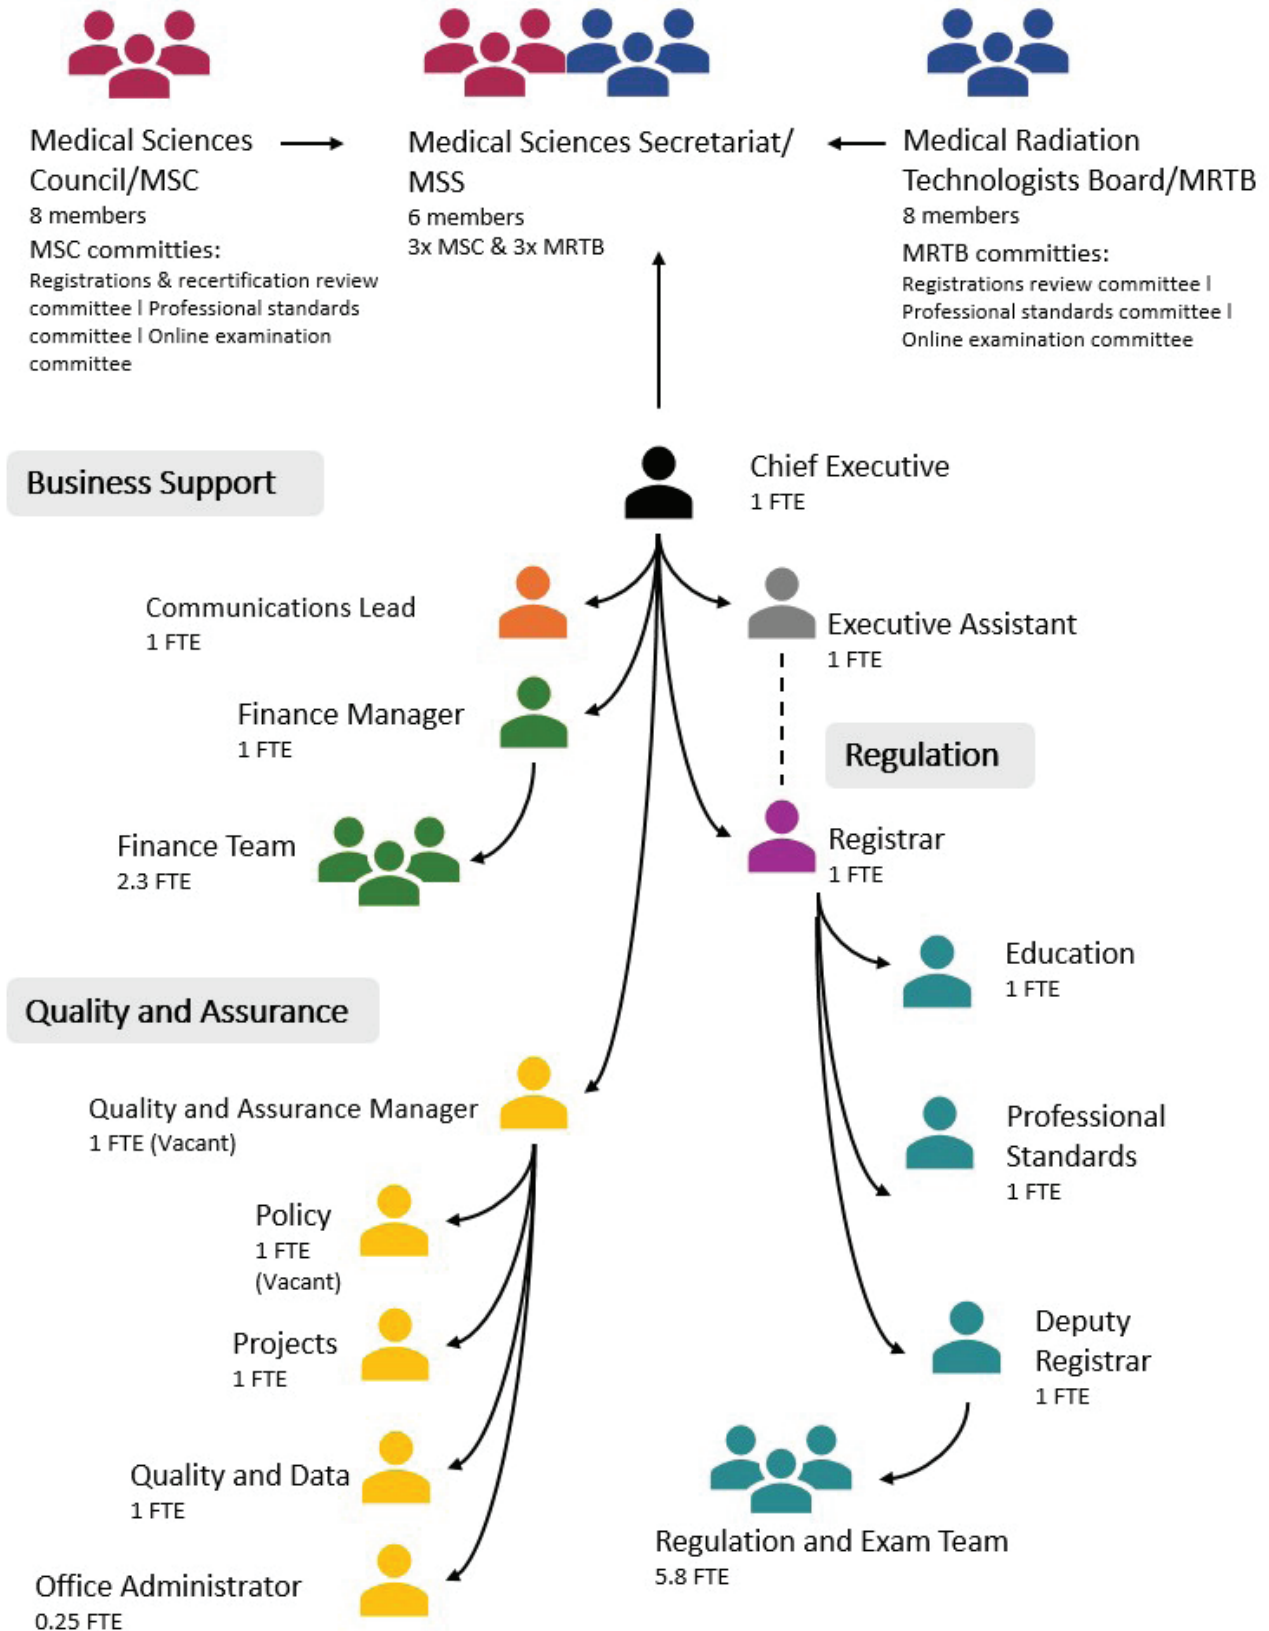 Medical Sciences
Council/MSC
8 members
MSC committies:
Registrations & recertification review
committee l Professional standards
committee l Online examination
committee
Medical Sciences Secretariat/
MSS
6 members
3x MSC & 3x MRTB
Medical Radiation
Technologists Board/MRTB
8 members
MRTB committies:
Registrations review committee l
Professional standards committee l
Online examination committee
Business Support
Chief Executive
1 FTE
Communications Lead
1 FTE
Executive Assistant
1 FTE
Finance Manager
1 FTE
Regulation
Finance Team
2.3 FTE
Registrar
1 FTE
Education
1 FTE
Quality and Assurance
Quality and Assurance Manager
1 FTE (Vacant)
Professional
Standards
1 FTE
Policy
1 FTE
(Vacant)
Projects
1 FTE
Deputy
Registrar
1 FTE
Quality and Data
1 FTE
Regulation and Exam Team
5.8 FTE
Office Administrator
0.25 FTE